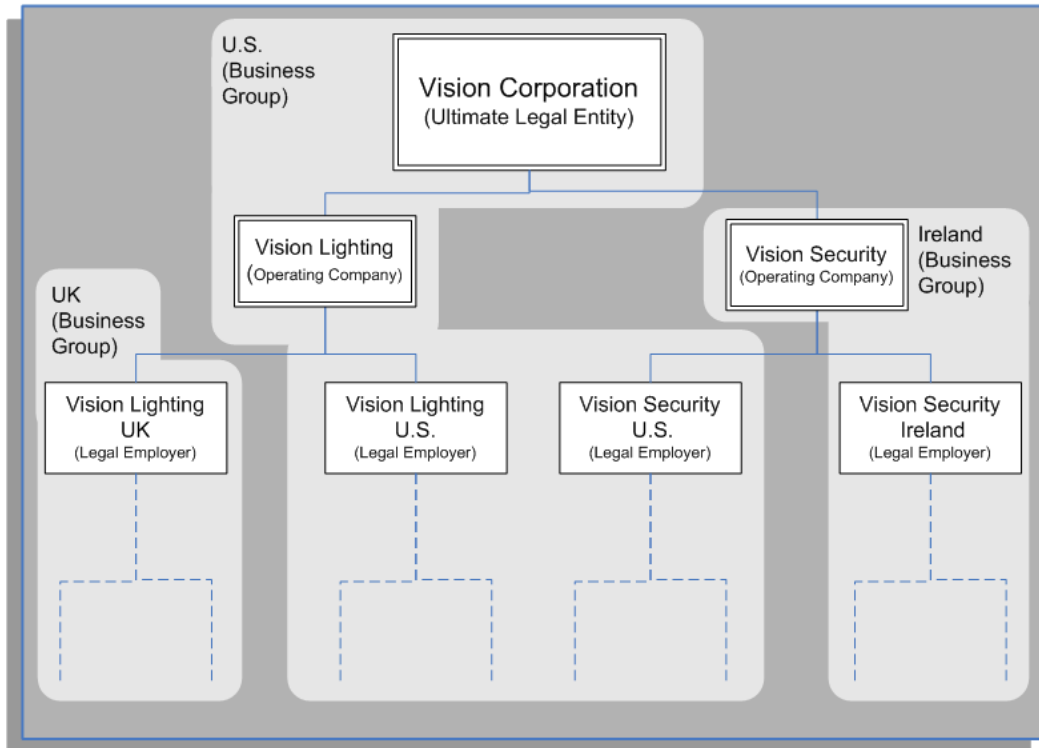 U.S.
(Business
Group)
Vision Corporation
(Ultimate Legal Entity)
Vision Lighting
(Operating Company)
Vision Security
(Operating Company)
Ireland
(Business
Group)
UK
(Business
Group)
Vision Lighting
UK
(Legal Employer)
Vision Lighting
U.S.
(Legal Employer)
Vision Security
U.S.
(Legal Employer)
Vision Security
Ireland
(Legal Employer)